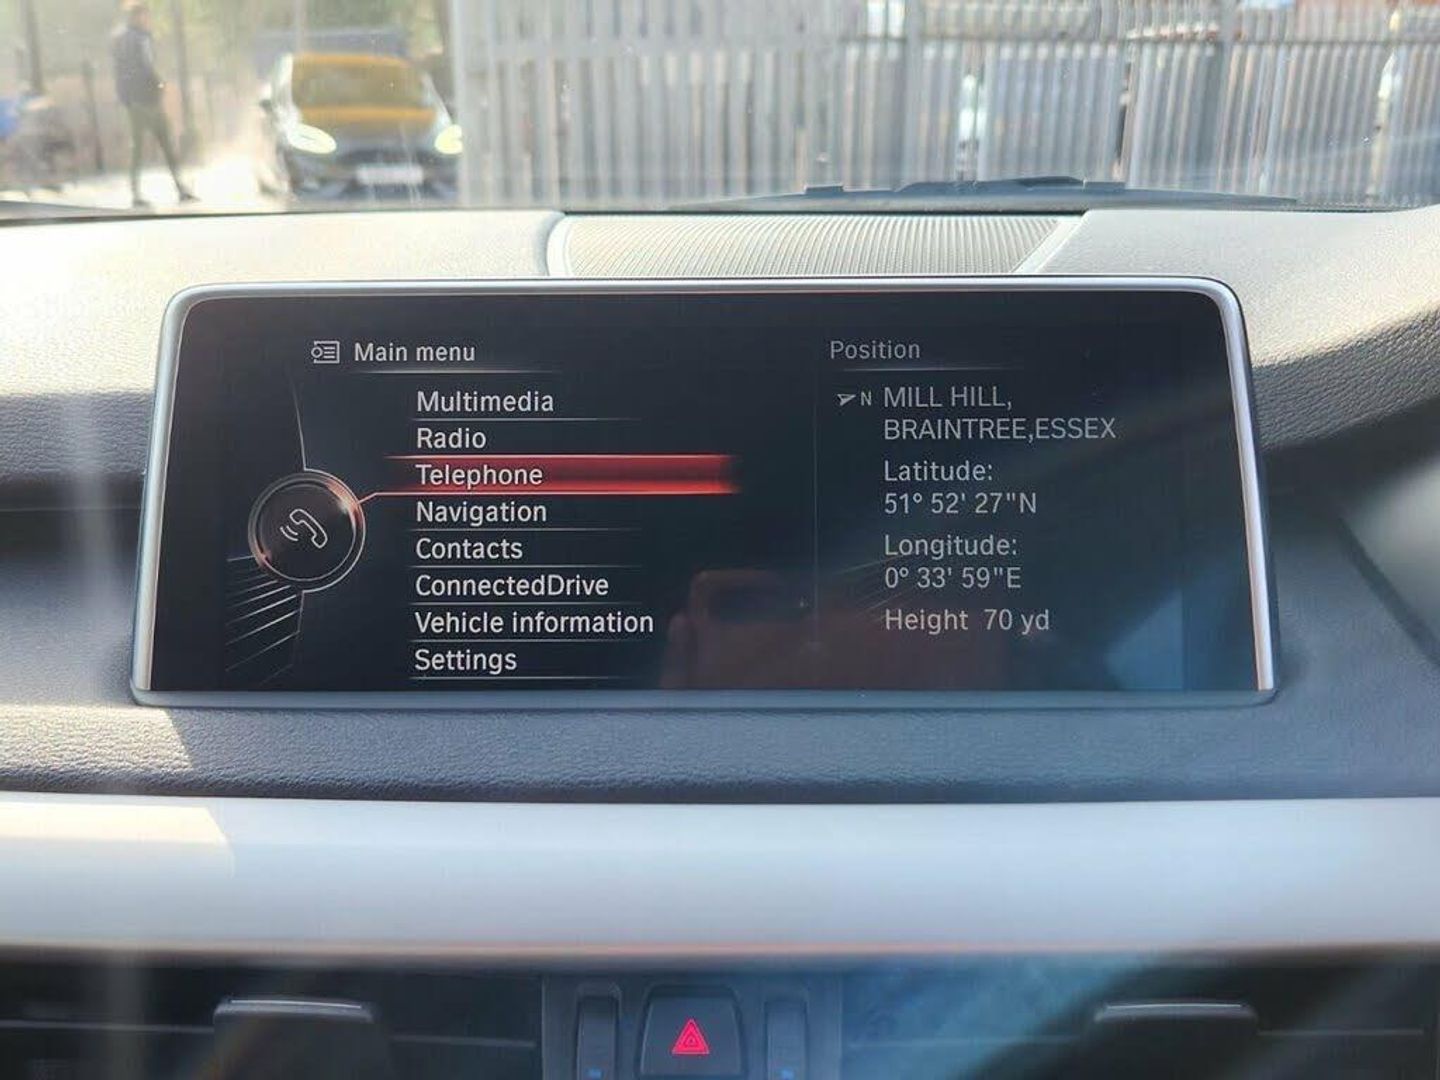 Main menu
Multimedia
Radio
Telephone
Navigation
Contacts
ConnectedDrive
Vehicle information
Settings
Position
N MILL HILL,
BRAINTREE,ESSEX
Latitude:
51° 52' 27"N
Longitude:
0° 33' 59"E
Height 70 yd